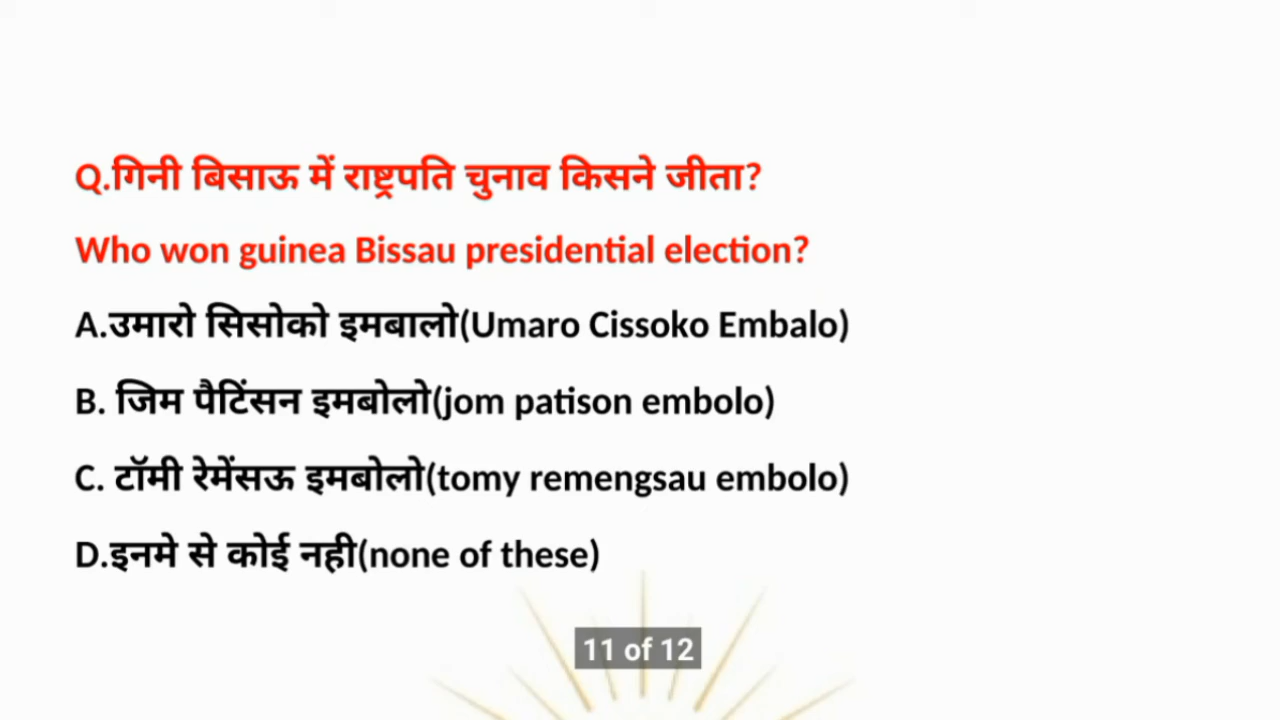 Q.गिनी बिसाऊ में राष्ट्रपति चुनाव किसने जीता?
Who won guinea Bissau presidential election?
A.उमारो सिसोको इमबालो(Umaro Cissoko Embalo)
B. जिम पैटिंसन इमबोलो(jom patison embolo)
C. टॉमी रेमेंसऊ इमबोलो(tomy remengsau embolo)
D.इनमे से कोई नही(none of these)
11 of 12